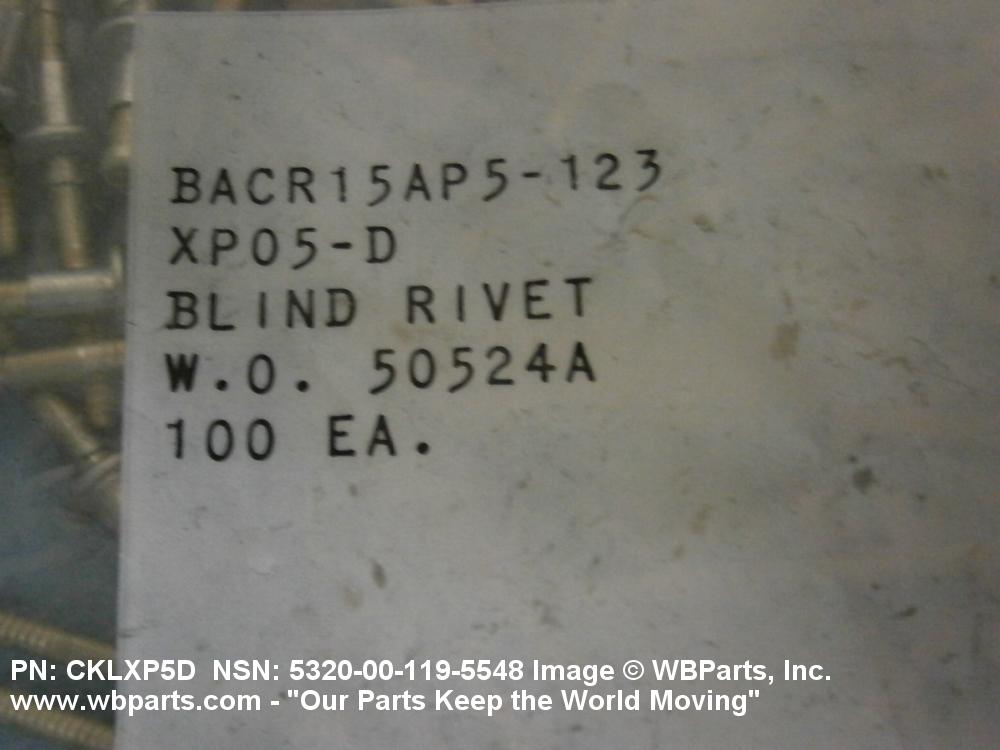 BACR15AP5-123
XP05-D
BLIND RIVET
W.O. 50524A
100 EA.
PN: CKLXP5D NSN: 5320-00-119-5548 Image © WBParts, Inc.
www.wbparts.com - "Our Parts Keep the World Moving"